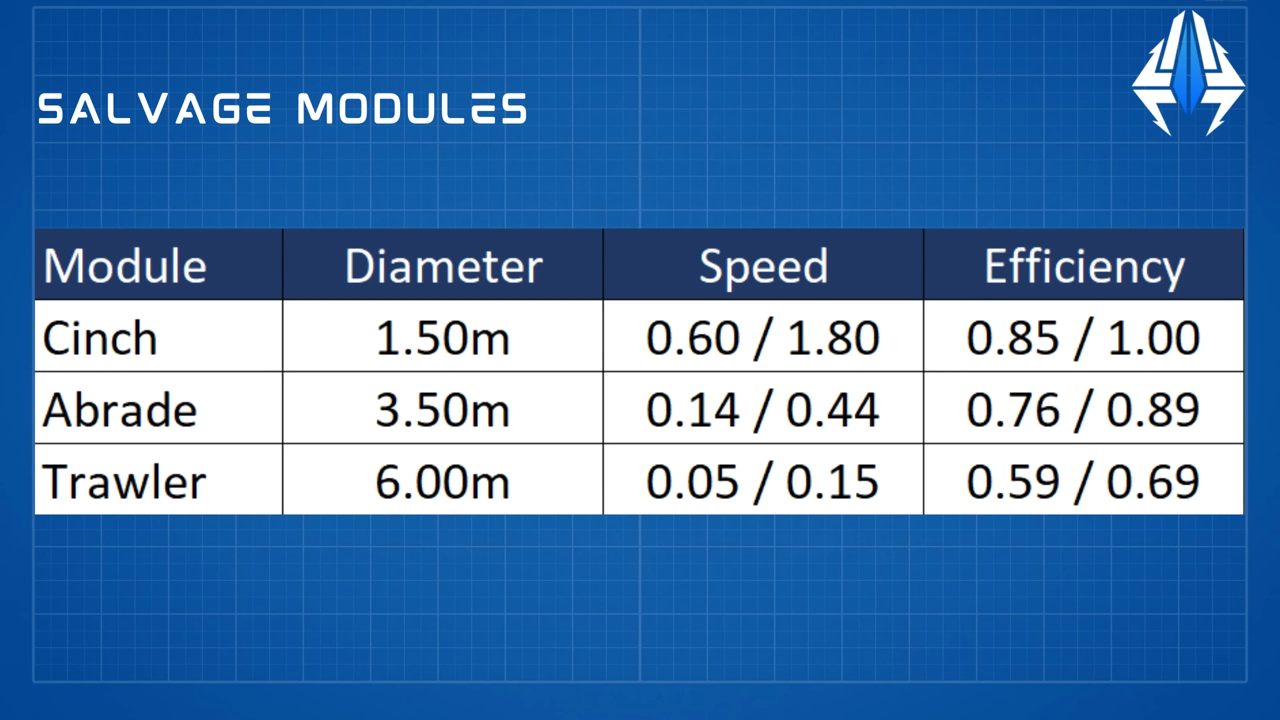 SALVAGE MODULES
Module Diameter Speed Efficiency
Cinch 1.50m 0.60 / 1.80 0.85 / 1.00
Abrade 3.50m 0.14 / 0.44 0.76 / 0.89
Trawler 6.00m 0.05 / 0.15 0.59 / 0.69